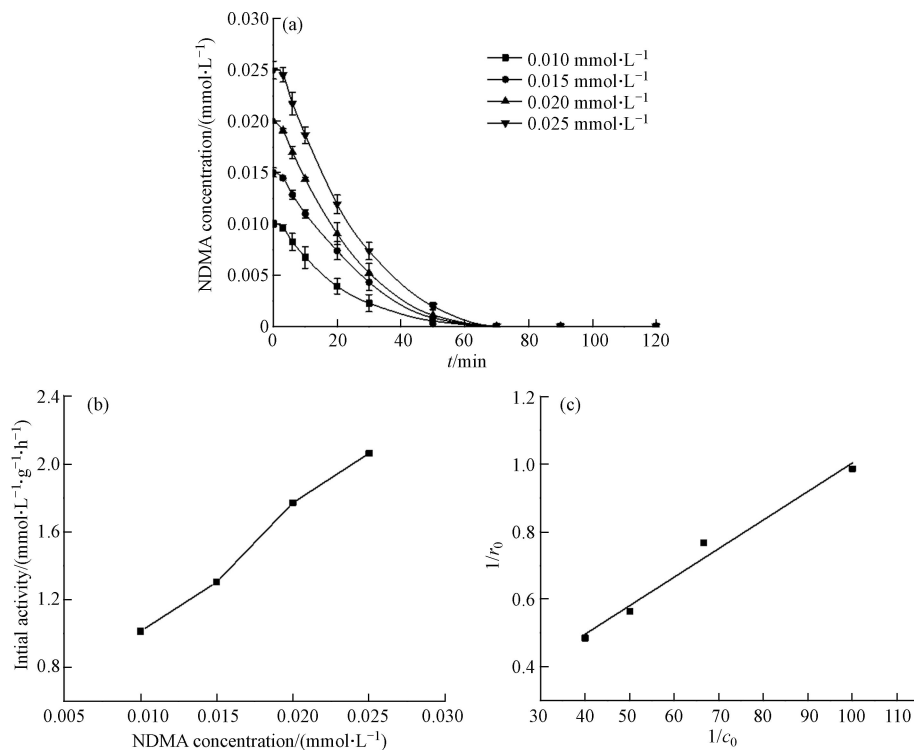 (a)
0.030
0.025
0.020
0.015
0.010
0.005
0
NDMA concentration/(mmol·L⁻¹)
0.010 mmol·L⁻¹
0.015 mmol·L⁻¹
0.020 mmol·L⁻¹
0.025 mmol·L⁻¹
0 20 40 60 80 100 120
t/min
(b)
2.4
2.0
1.6
1.2
0.8
Intial activity/(mmol·L⁻¹·g⁻¹·h⁻¹)
0.005 0.010 0.015 0.020 0.025 0.030
NDMA concentration/(mmol·L⁻¹)
(c)
1.2
1.0
0.8
0.6
0.4
1/r₀
30 40 50 60 70 80 90 100 110
1/c₀